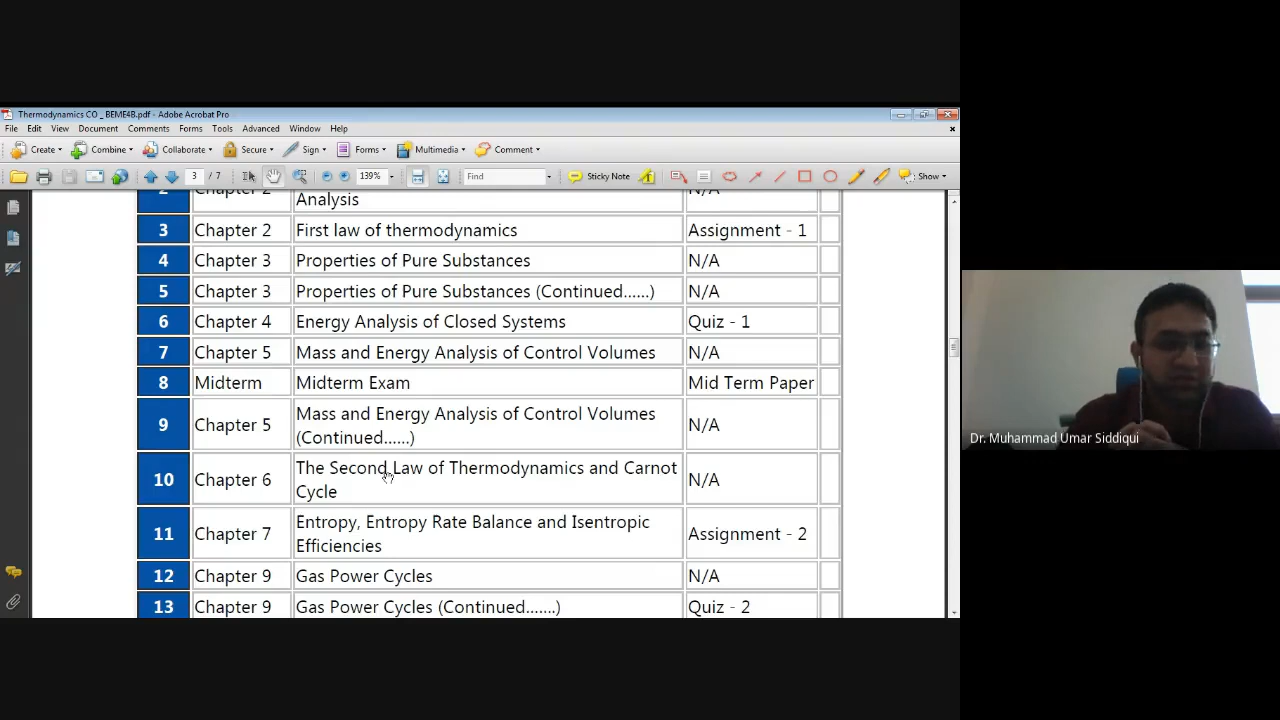 Thermodynamics CO _ BEME4B.pdf - Adobe Acrobat Pro
File Edit View Document Comments Forms Tools Advanced Window Help
Create Combine Collaborate Secure Sign Forms Multimedia Comment
3 / 7 139% Find Sticky Note Show
2 Chapter 2 Analysis N/A
3 Chapter 2 First law of thermodynamics Assignment - 1
4 Chapter 3 Properties of Pure Substances N/A
5 Chapter 3 Properties of Pure Substances (Continued......) N/A
6 Chapter 4 Energy Analysis of Closed Systems Quiz - 1
7 Chapter 5 Mass and Energy Analysis of Control Volumes N/A
8 Midterm Midterm Exam Mid Term Paper
9 Chapter 5 Mass and Energy Analysis of Control Volumes
(Continued......) N/A
10 Chapter 6 The Second Law of Thermodynamics and Carnot
Cycle N/A
11 Chapter 7 Entropy, Entropy Rate Balance and Isentropic
Efficiencies Assignment - 2
12 Chapter 9 Gas Power Cycles N/A
13 Chapter 9 Gas Power Cycles (Continued.......) Quiz - 2
Dr. Muhammad Umar Siddiqui